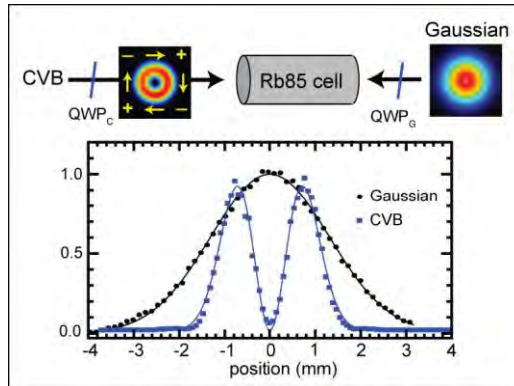 Gaussian
CVB
− +
+ −
Rb85 cell
QWP_C
QWP_G
1.0
0.5
0.0
Gaussian
CVB
-4 -3 -2 -1 0 1 2 3 4
position (mm)